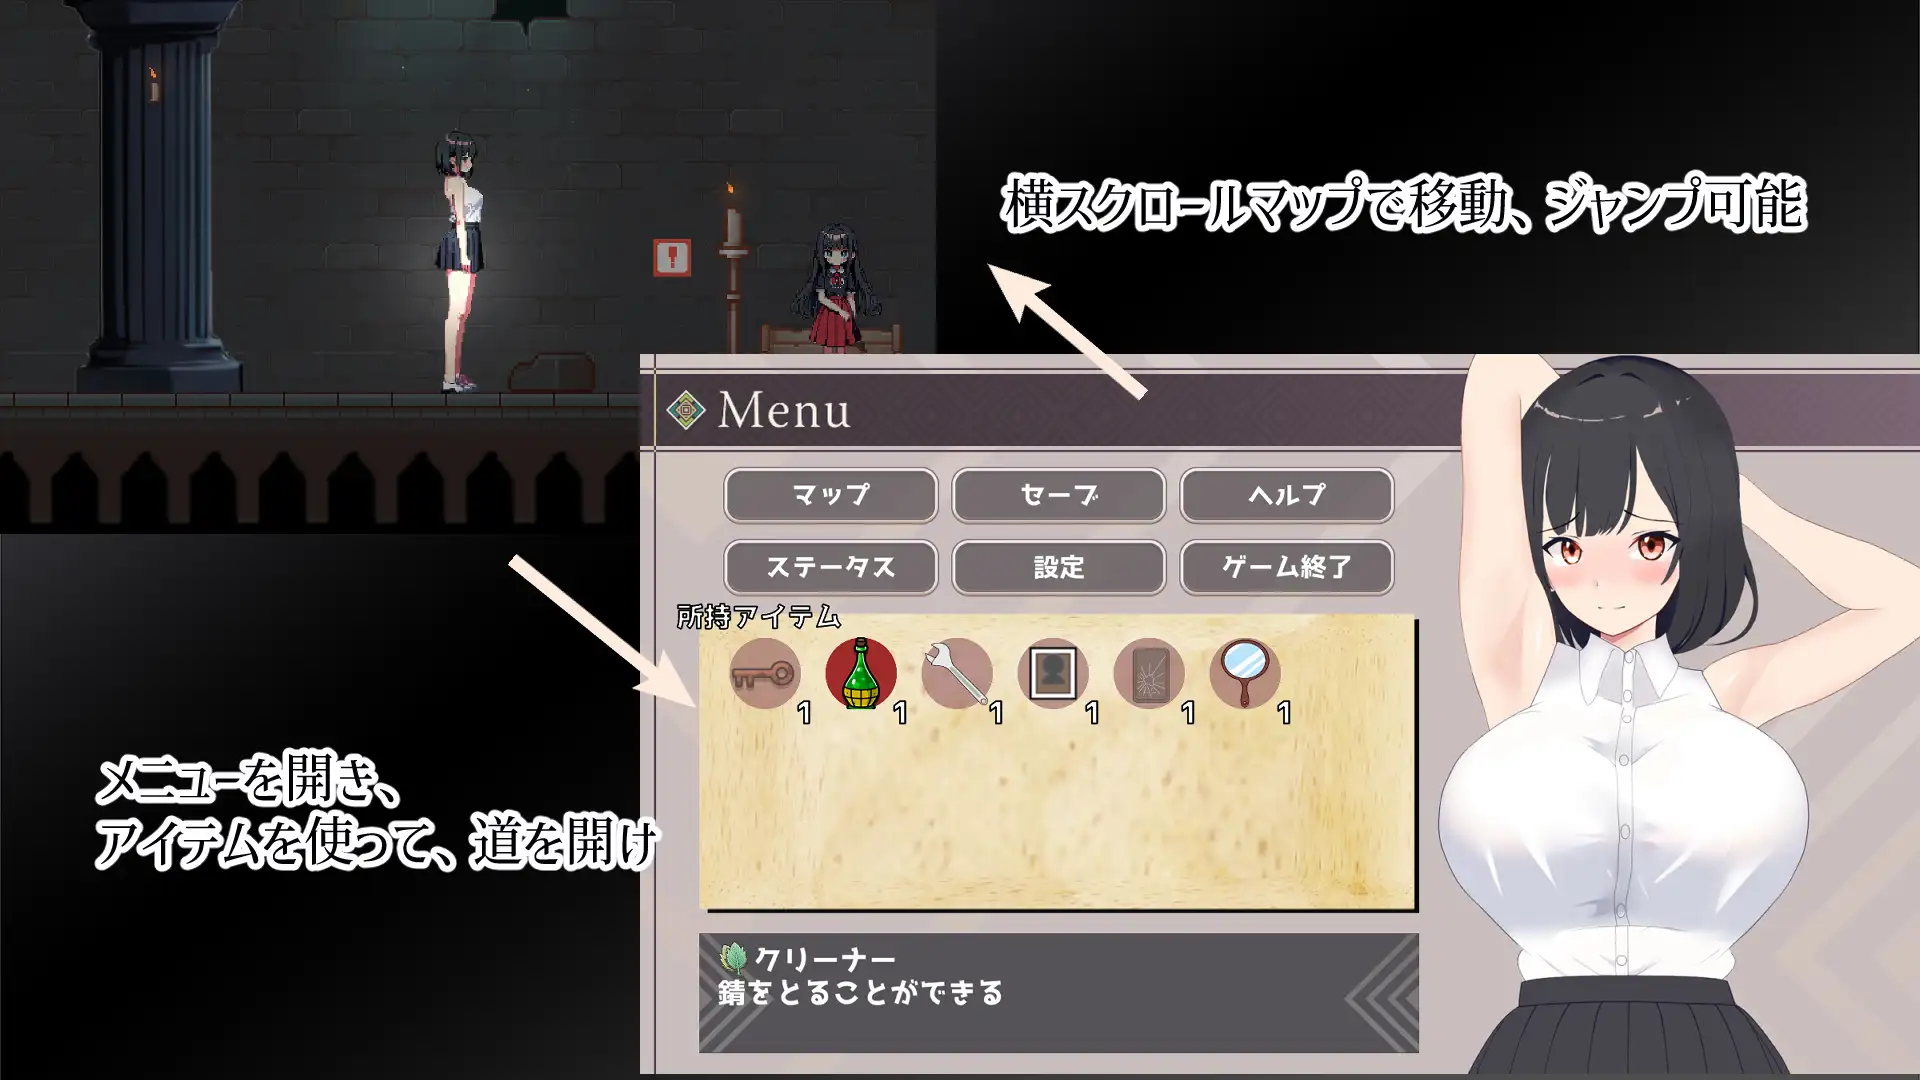 横スクロールマップで移動、ジャンプ可能
!
Menu
マップ
セーブ
ヘルプ
ステータス
設定
ゲーム終了
所持アイテム
1
1
1
1
1
1
メニューを開き、
アイテムを使って、道を開け
クリーナー
錆をとることができる